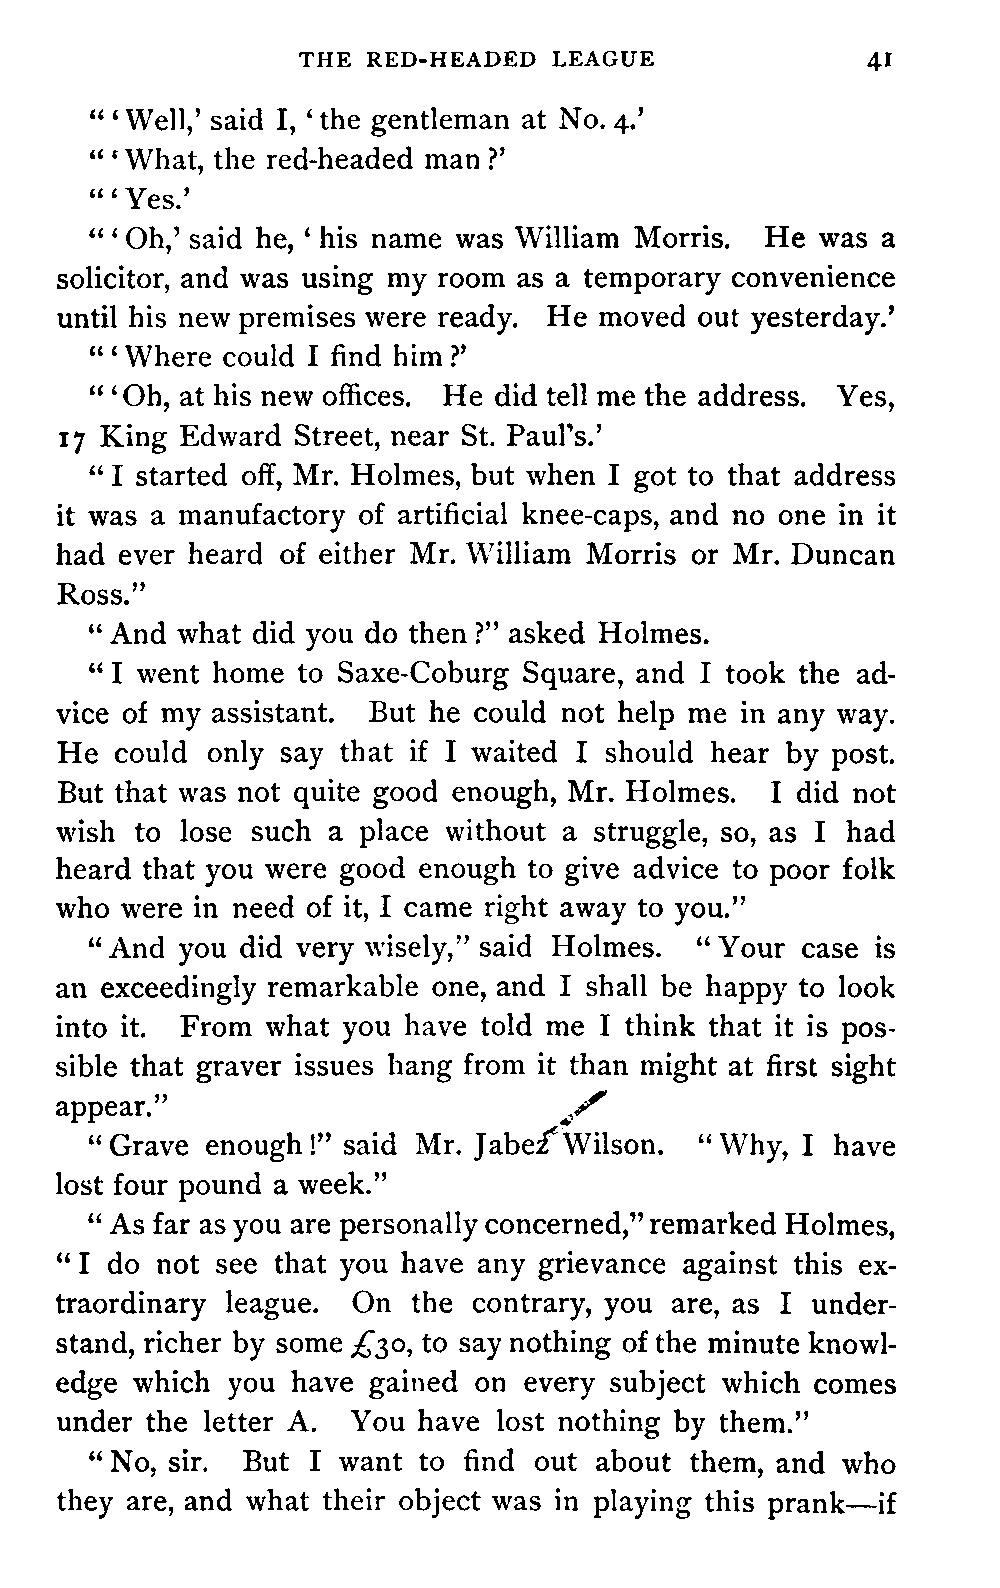 THE RED-HEADED LEAGUE 41
“‘Well,’ said I, ‘the gentleman at No. 4.’
“‘What, the red-headed man?’
“‘Yes.’
“‘Oh,’ said he, ‘his name was William Morris. He was a
solicitor, and was using my room as a temporary convenience
until his new premises were ready. He moved out yesterday.’
“‘Where could I find him?’
“‘Oh, at his new offices. He did tell me the address. Yes,
17 King Edward Street, near St. Paul’s.’
“I started off, Mr. Holmes, but when I got to that address
it was a manufactory of artificial knee-caps, and no one in it
had ever heard of either Mr. William Morris or Mr. Duncan
Ross.”
“And what did you do then?” asked Holmes.
“I went home to Saxe-Coburg Square, and I took the ad-
vice of my assistant. But he could not help me in any way.
He could only say that if I waited I should hear by post.
But that was not quite good enough, Mr. Holmes. I did not
wish to lose such a place without a struggle, so, as I had
heard that you were good enough to give advice to poor folk
who were in need of it, I came right away to you.”
“And you did very wisely,” said Holmes. “Your case is
an exceedingly remarkable one, and I shall be happy to look
into it. From what you have told me I think that it is pos-
sible that graver issues hang from it than might at first sight
appear.”
“Grave enough!” said Mr. Jabez Wilson. “Why, I have
lost four pound a week.”
“As far as you are personally concerned,” remarked Holmes,
“I do not see that you have any grievance against this ex-
traordinary league. On the contrary, you are, as I under-
stand, richer by some £30, to say nothing of the minute knowl-
edge which you have gained on every subject which comes
under the letter A. You have lost nothing by them.”
“No, sir. But I want to find out about them, and who
they are, and what their object was in playing this prank—if